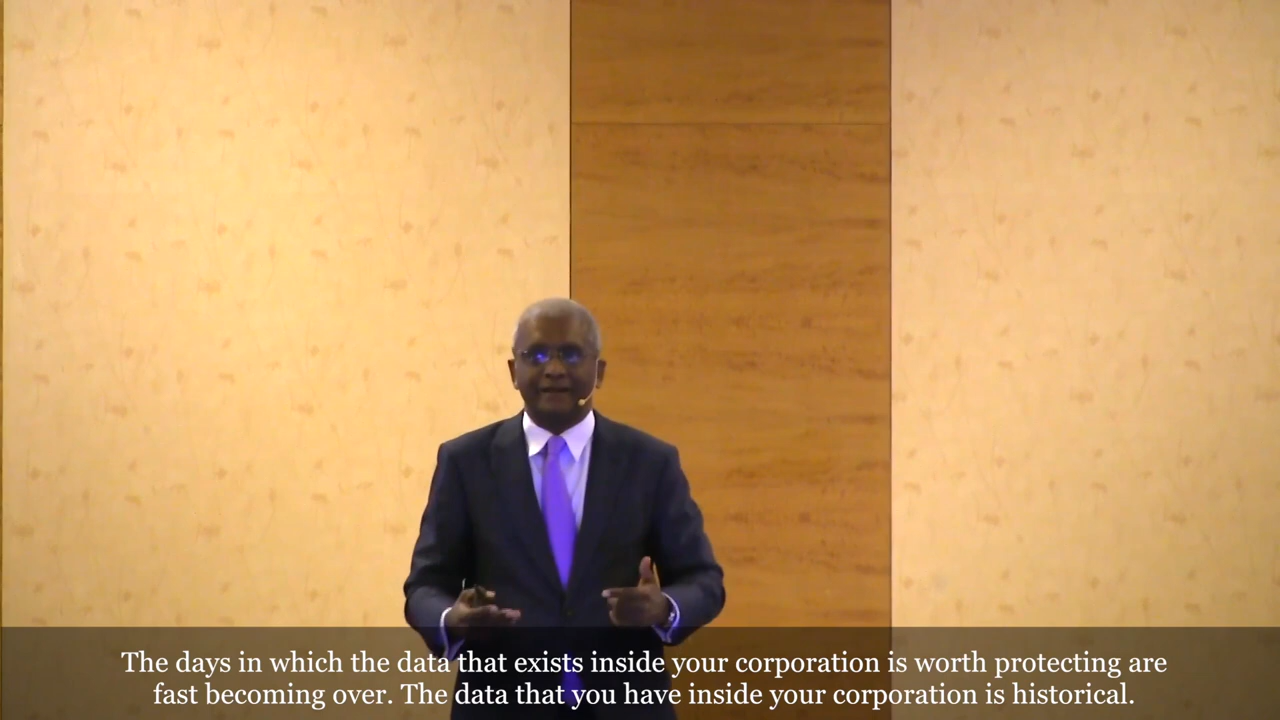 The days in which the data that exists inside your corporation is worth protecting are
fast becoming over. The data that you have inside your corporation is historical.